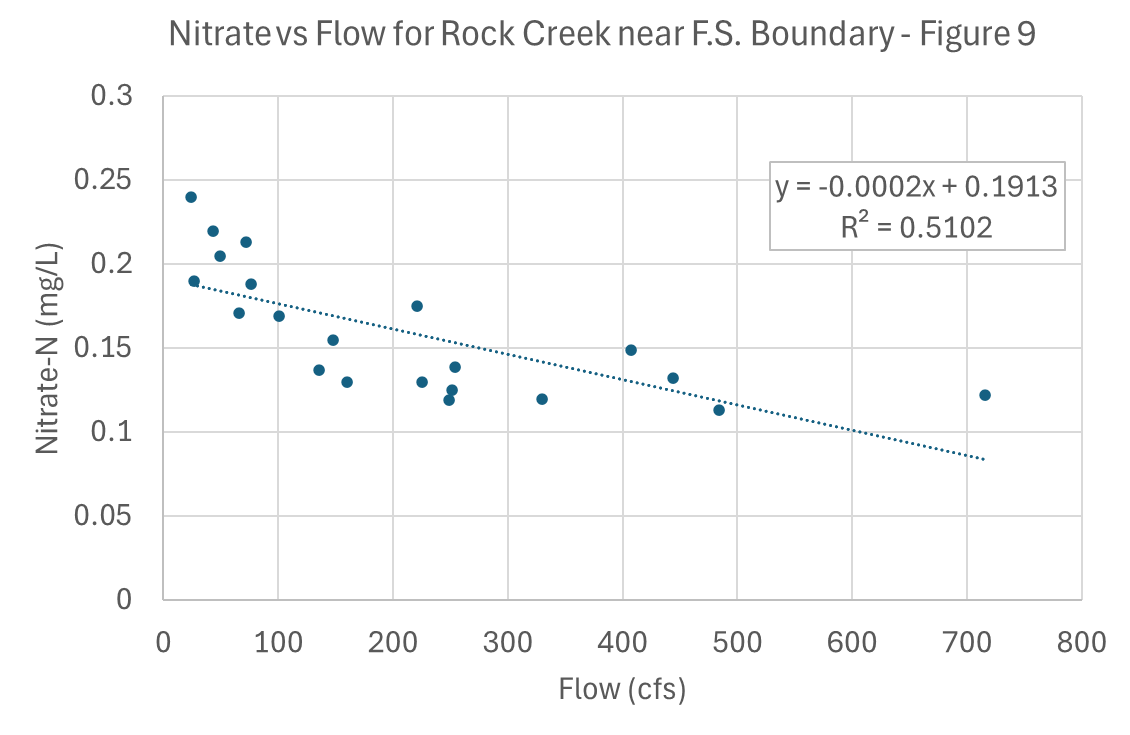 Nitrate vs Flow for Rock Creek near F.S. Boundary - Figure 9
0.3
0.25
0.2
0.15
0.1
0.05
0
Nitrate-N (mg/L)
y = -0.0002x + 0.1913
R² = 0.5102
0 100 200 300 400 500 600 700 800
Flow (cfs)